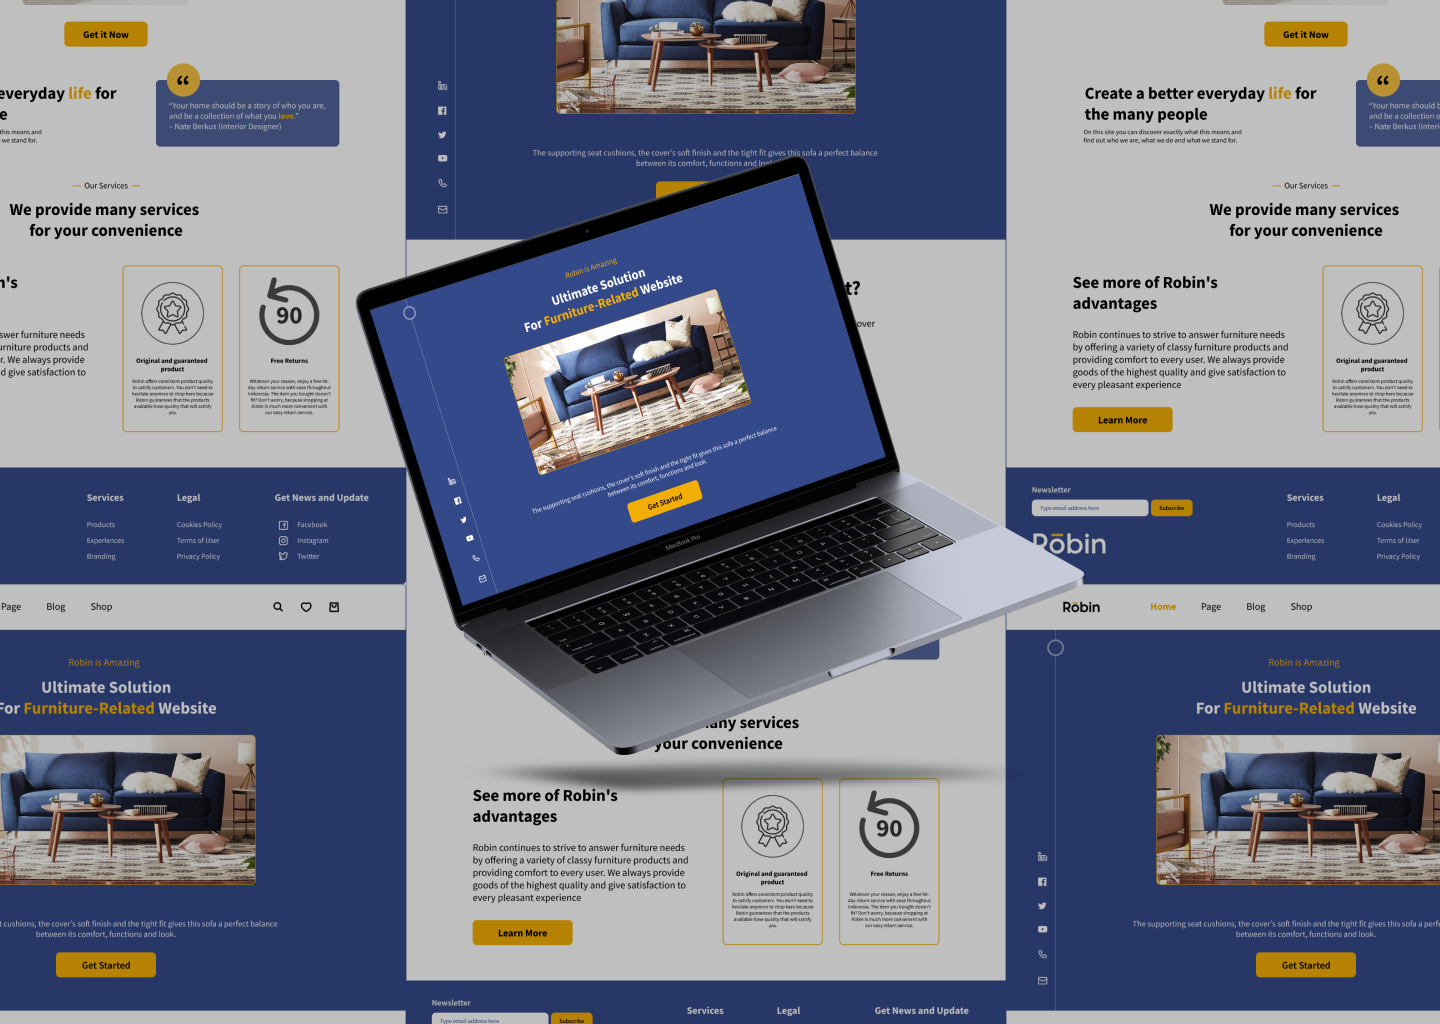 Get it Now
everyday life for
e
this means and
we stand for.
“
“Your home should be a story of who you are,
and be a collection of what you love.”
– Nate Berkus (Interior Designer)
Our Services
We provide many services
for your convenience
n's
swer furniture needs
urniture products and
r. We always provide
d give satisfaction to
Original and guaranteed
product
Robin offers consistent product quality
to satisfy customers. You don't need to
hesitate anymore to shop here because
Robin guarantees that the products
available have quality that will satisfy
you.
90
Free Returns
Whatever your reason, enjoy a free 90-
day return service with ease throughout
Indonesia. The item you bought doesn't
fit? Don't worry, because shopping at
Robin is much more convenient with
our easy return service.
Services
Products
Experiences
Branding
Legal
Cookies Policy
Terms of User
Privacy Policy
Get News and Update
Facebook
Instagram
Twitter
Page
Blog
Shop
Robin is Amazing
Ultimate Solution
For Furniture-Related Website
t cushions, the cover's soft finish and the tight fit gives this sofa a perfect balance
between its comfort, functions and look.
Get Started
The supporting seat cushions, the cover's soft finish and the tight fit gives this sofa a perfect balance
between its comfort, functions and look
t?
over
Robin is Amazing
Ultimate Solution
For Furniture-Related Website
The supporting seat cushions, the cover's soft finish and the tight fit gives this sofa a perfect balance
between its comfort, functions and look.
Get Started
MacBook Pro
any services
your convenience
See more of Robin's
advantages
Robin continues to strive to answer furniture needs
by offering a variety of classy furniture products and
providing comfort to every user. We always provide
goods of the highest quality and give satisfaction to
every pleasant experience
Learn More
Original and guaranteed
product
Robin offers consistent product quality
to satisfy customers. You don't need to
hesitate anymore to shop here because
Robin guarantees that the products
available have quality that will satisfy
you.
90
Free Returns
Whatever your reason, enjoy a free 90-
day return service with ease throughout
Indonesia. The item you bought doesn't
fit? Don't worry, because shopping at
Robin is much more convenient with
our easy return service.
Newsletter
Type email address here
Subscribe
Services
Legal
Get News and Update
Get it Now
Create a better everyday life for
the many people
On this site you can discover exactly what this means and
find out who we are, what we do and what we stand for.
“
“Your home should b
and be a collection o
– Nate Berkus (Interi
Our Services
We provide many services
for your convenience
See more of Robin's
advantages
Robin continues to strive to answer furniture needs
by offering a variety of classy furniture products and
providing comfort to every user. We always provide
goods of the highest quality and give satisfaction to
every pleasant experience
Learn More
Original and guaranteed
product
Robin offers consistent product quality
to satisfy customers. You don't need to
hesitate anymore to shop here because
Robin guarantees that the products
available have quality that will satisfy
you.
Newsletter
Type email address here
Subscribe
Rōbin
Services
Products
Experiences
Branding
Legal
Cookies Policy
Terms of User
Privacy Policy
Rōbin
Home
Page
Blog
Shop
Robin is Amazing
Ultimate Solution
For Furniture-Related Website
The supporting seat cushions, the cover's soft finish and the tight fit gives this sofa a perfe
between its comfort, functions and look.
Get Started